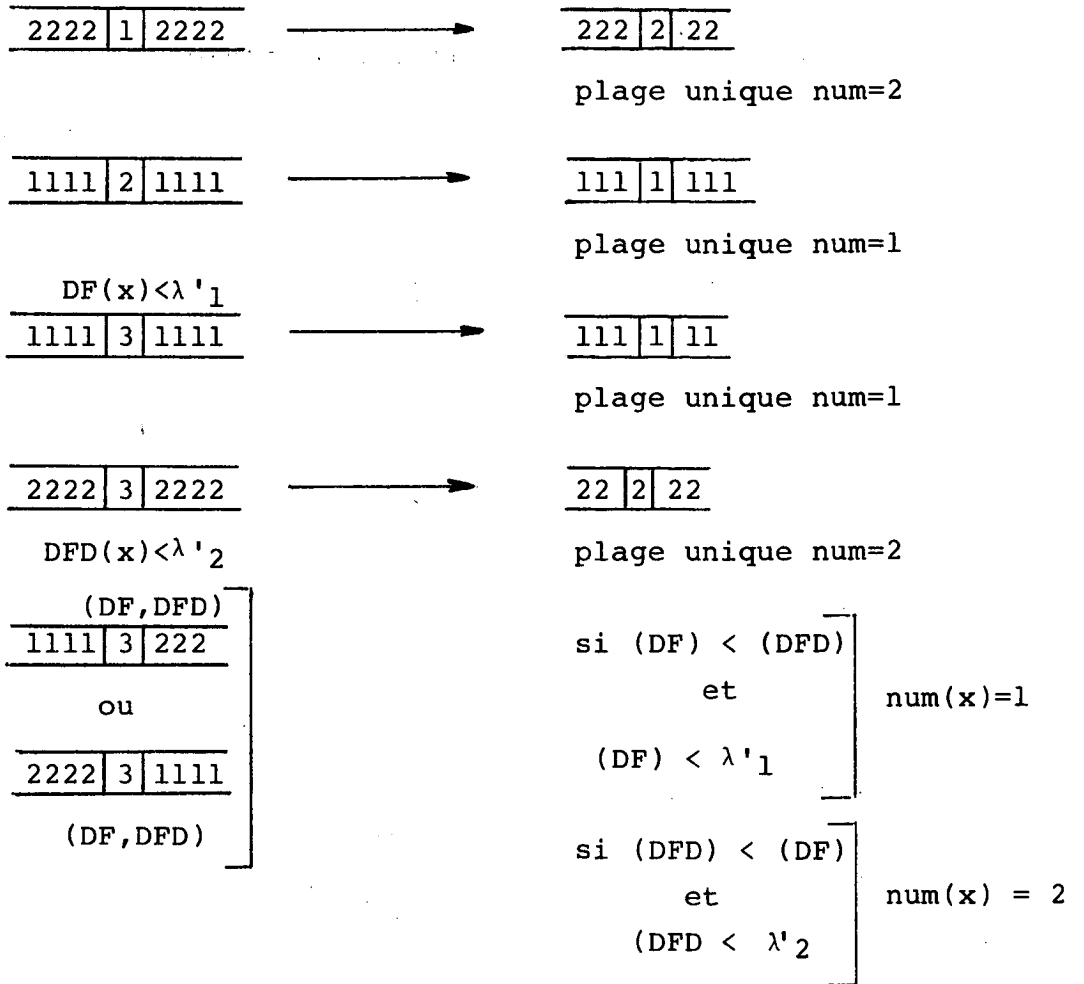 2222 1 2222 222 2 22
plage unique num=2
1111 2 1111 111 1 111
plage unique num=1
DF(x)<λ'1
1111 3 1111 111 1 11
plage unique num=1
2222 3 2222 22 2 22
DFD(x)<λ'2 plage unique num=2
(DF,DFD)
1111 3 222
ou
2222 3 1111
(DF,DFD)
si (DF) < (DFD)
et
(DF) < λ'1
num(x)=1
si (DFD) < (DF)
et
(DFD < λ'2
num(x) = 2